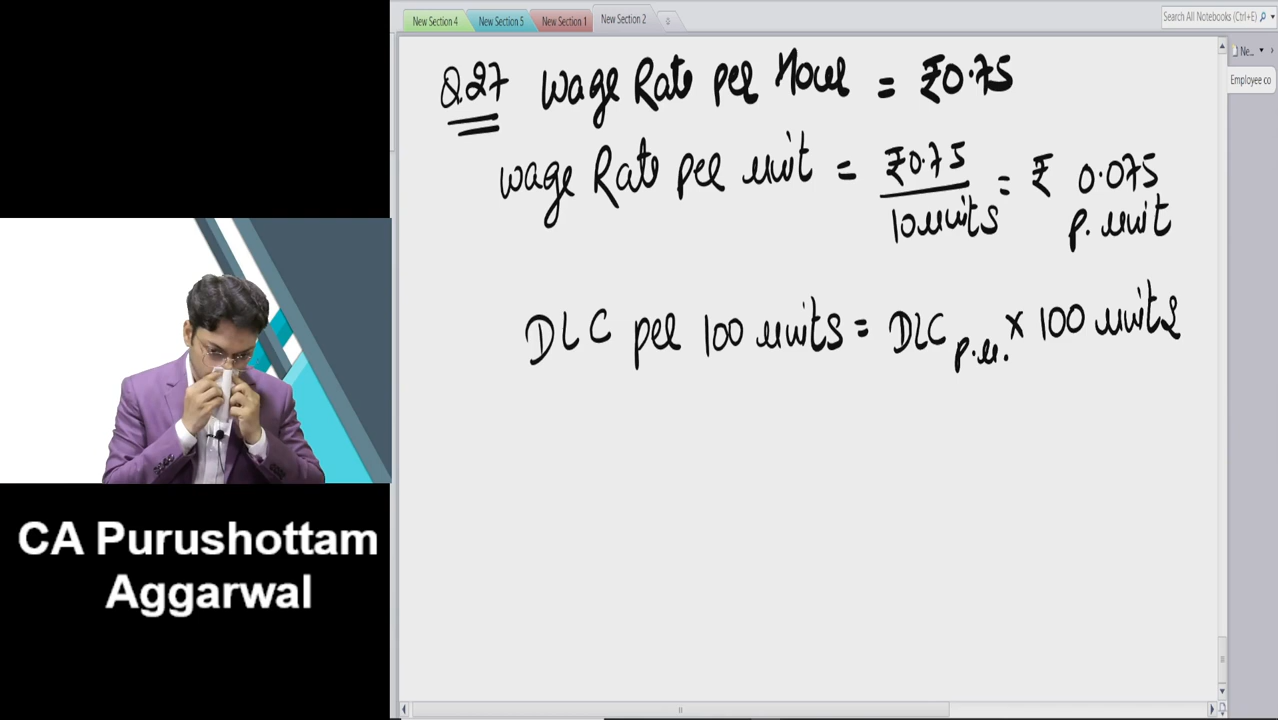 New Section 4 New Section 5 New Section 1 New Section 2
Search All Notebooks (Ctrl+E)
Ne...
Employee co
Q.27 Wage Rate per Hour = ₹0.75
Wage Rate per unit = ₹0.75 / 10 units = ₹ 0.075 p. unit
DLC per 100 units = DLC p.u. × 100 units
CA Purushottam
Aggarwal